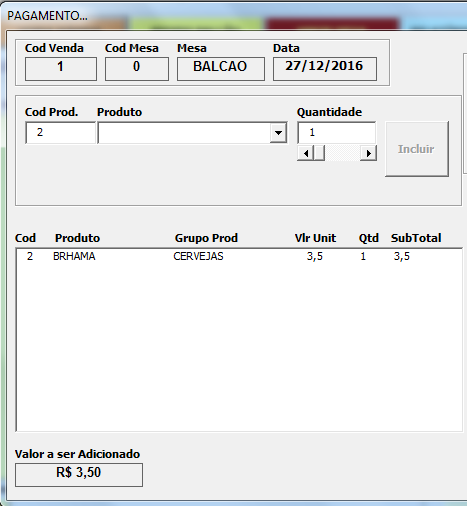 PAGAMENTO...
Cod Venda Cod Mesa Mesa Data
1 0 BALCAO 27/12/2016
Cod Prod. Produto Quantidade
2 1
Incluir
Cod Produto Grupo Prod Vlr Unit Qtd SubTotal
2 BRHAMA CERVEJAS 3,5 1 3,5
Valor a ser Adicionado
R$ 3,50